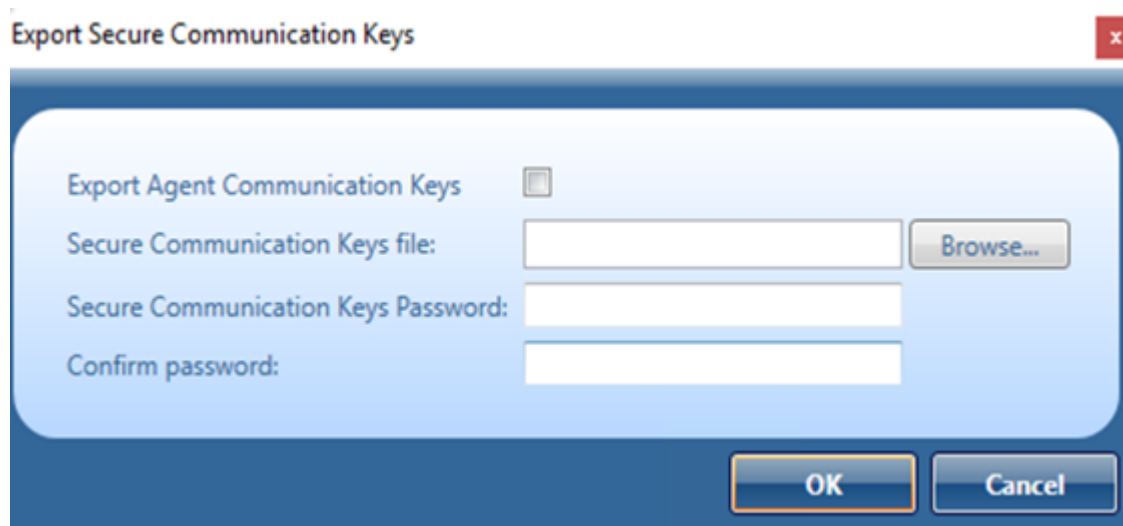 Export Secure Communication Keys
x
Export Agent Communication Keys
Secure Communication Keys file:
Browse...
Secure Communication Keys Password:
Confirm password:
OK
Cancel